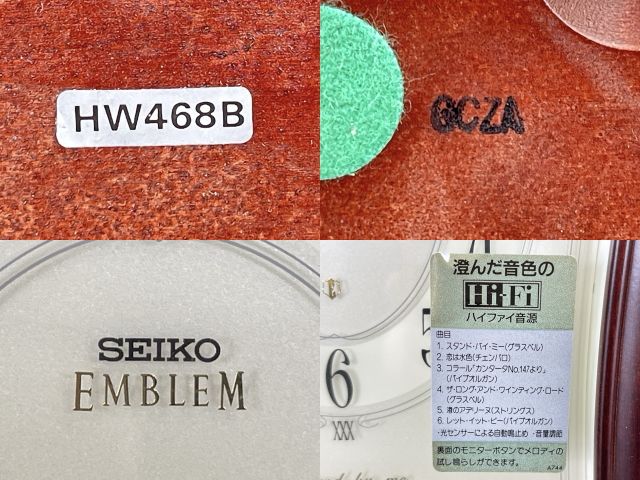 HW468B
GCZA
SEIKO
EMBLEM
澄んだ音色の
Hi-Fi
ハイファイ音源
曲目
1. スタンド・バイ・ミー(グラスベル)
2. 恋は水色(チェンバロ)
3. コラール「カンタータNo.147より」
(パイプオルガン)
4. ザ・ロング・アンド・ワインディング・ロード
(グラスベル)
5. 渚のアデリーヌ(ストリングス)
6. レット・イット・ビー(パイプオルガン)
・光センサーによる自動鳴止め ・音量調節
裏面のモニターボタンでメロディの
試し鳴らしができます。
A744
5
6
XXX